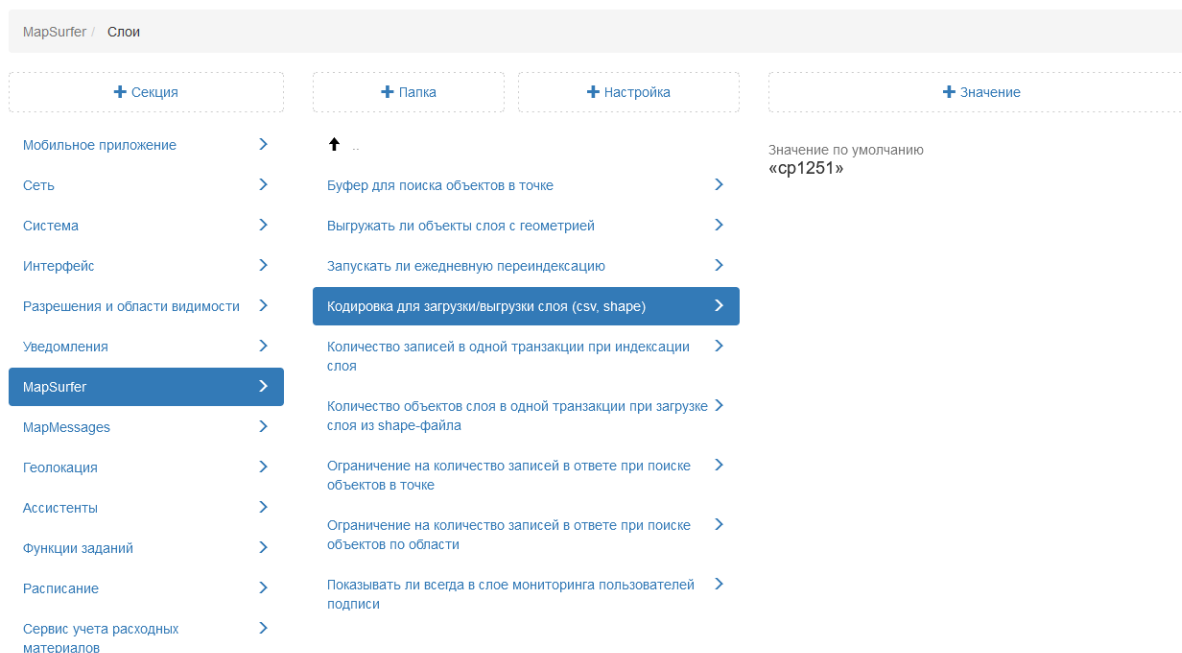 MapSurfer / Слои
Секция
Папка
Настройка
Значение
Мобильное приложение
Сеть
Система
Интерфейс
Разрешения и области видимости
Уведомления
MapSurfer
MapMessages
Геолокация
Ассистенты
Функции заданий
Расписание
Сервис учета расходных
материалов
..
Буфер для поиска объектов в точке
Выгружать ли объекты слоя с геометрией
Запускать ли ежедневную переиндексацию
Кодировка для загрузки/выгрузки слоя (csv, shape)
Количество записей в одной транзакции при индексации
слоя
Количество объектов слоя в одной транзакции при загрузке
слоя из shape-файла
Ограничение на количество записей в ответе при поиске
объектов в точке
Ограничение на количество записей в ответе при поиске
объектов по области
Показывать ли всегда в слое мониторинга пользователей
подписи
Значение по умолчанию
«cp1251»